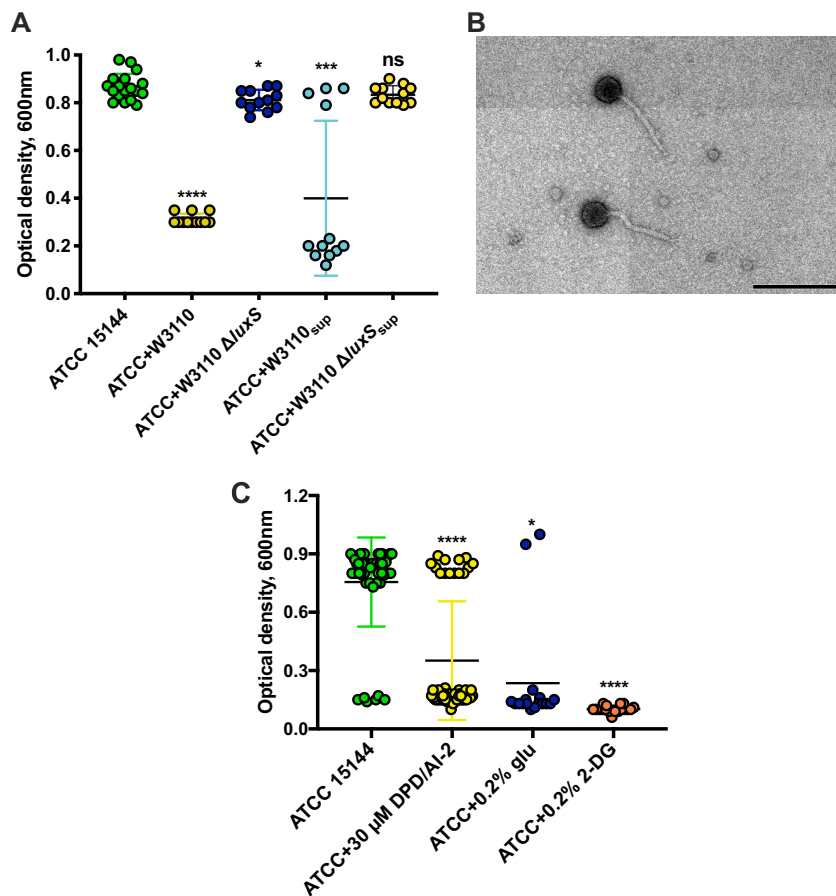 A
Optical density, 600nm
1.0
0.8
0.6
0.4
0.2
0.0
*
***
ns
****
ATCC 15144
ATCC+W3110
ATCC+W3110 ΔluxS
ATCC+W3110sup
ATCC+W3110 ΔluxSsup
B
C
Optical density, 600nm
1.2
0.9
0.6
0.3
0.0
****
*
****
ATCC 15144
ATCC+30 µM DPD/AI-2
ATCC+0.2% glu
ATCC+0.2% 2-DG